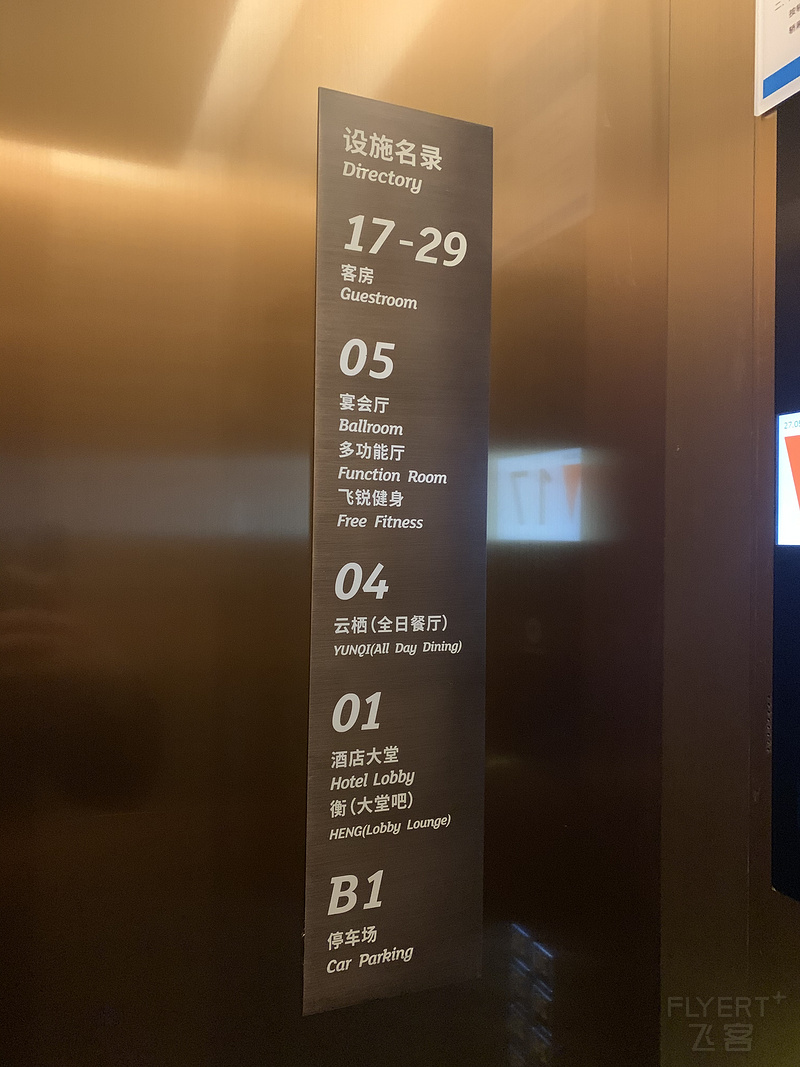 设施名录
Directory
17-29
客房
Guestroom
05
宴会厅
Ballroom
多功能厅
Function Room
飞锐健身
Free Fitness
04
云栖(全日餐厅)
YUNQI(All Day Dining)
01
酒店大堂
Hotel Lobby
衡(大堂吧)
HENG(Lobby Lounge)
B1
停车场
Car Parking
17
FLYERT+
飞客